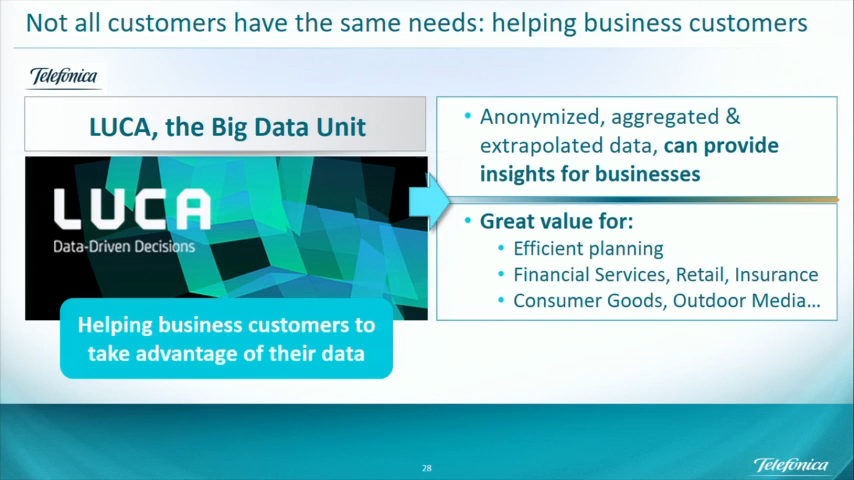 Not all customers have the same needs: helping business customers
Telefónica
LUCA, the Big Data Unit
LUCA
Data-Driven Decisions
Helping business customers to
take advantage of their data
• Anonymized, aggregated &
extrapolated data, can provide
insights for businesses
• Great value for:
• Efficient planning
• Financial Services, Retail, Insurance
• Consumer Goods, Outdoor Media…
28
Telefónica